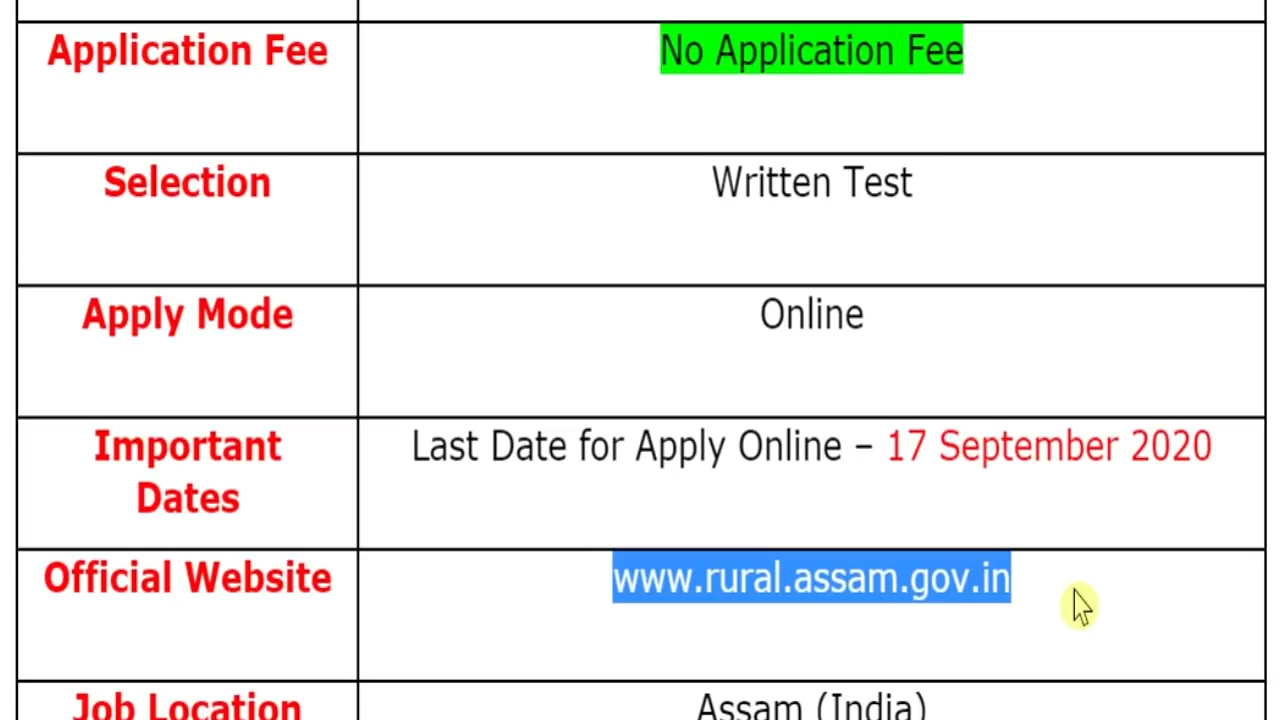 Application Fee
No Application Fee
Selection
Written Test
Apply Mode
Online
Important
Dates
Last Date for Apply Online – 17 September 2020
Official Website
www.rural.assam.gov.in
Job Location
Assam (India)